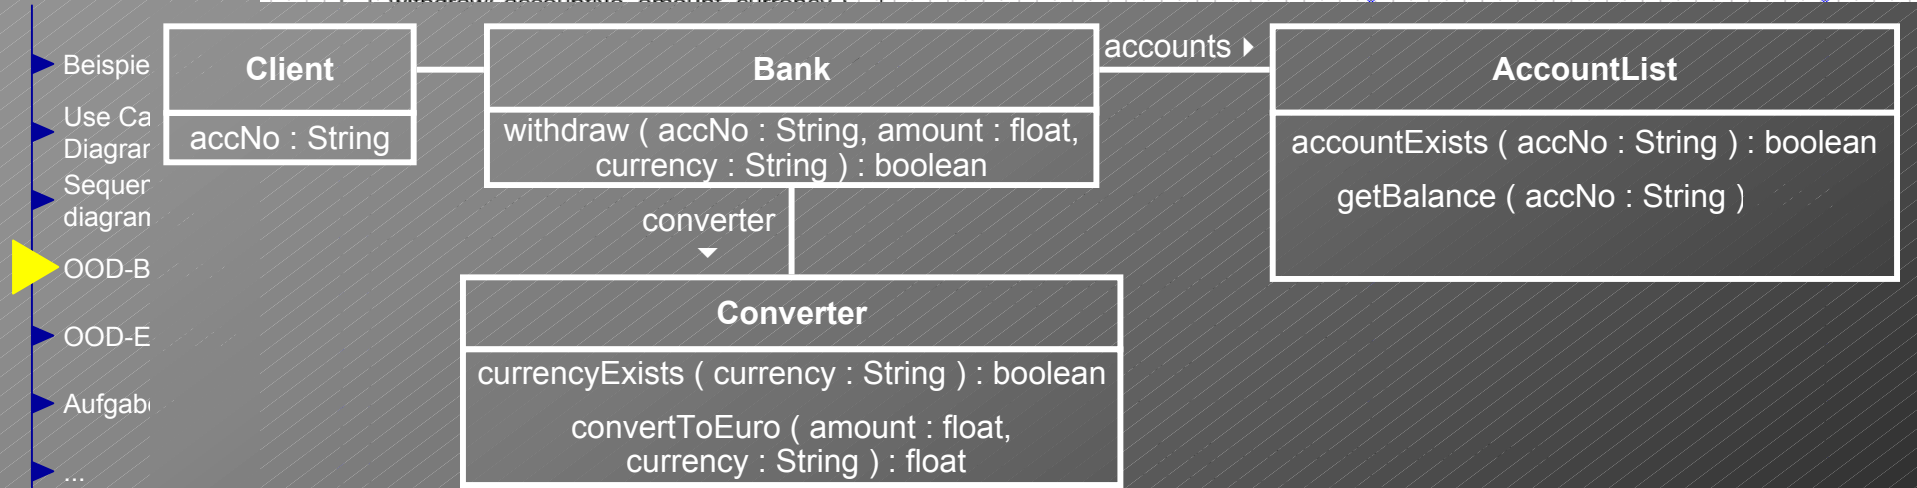 Beispie
Use Ca
Diagrar
Sequer
diagram
OOD-B
OOD-E
Aufgab
...
Client
accNo : String
Bank
withdraw ( accNo : String, amount : float,
currency : String ) : boolean
accounts
AccountList
accountExists ( accNo : String ) : boolean
getBalance ( accNo : String )
converter
Converter
currencyExists ( currency : String ) : boolean
convertToEuro ( amount : float,
currency : String ) : float